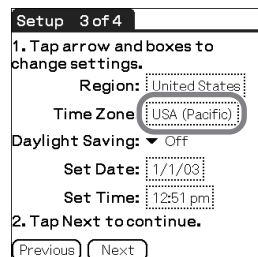 Setup 3 of 4
1. Tap arrow and boxes to
change settings.
Region: United States
Time Zone: USA (Pacific)
Daylight Saving: Off
Set Date: 1/1/03
Set Time: 12:51 pm
2. Tap Next to continue.
Previous Next